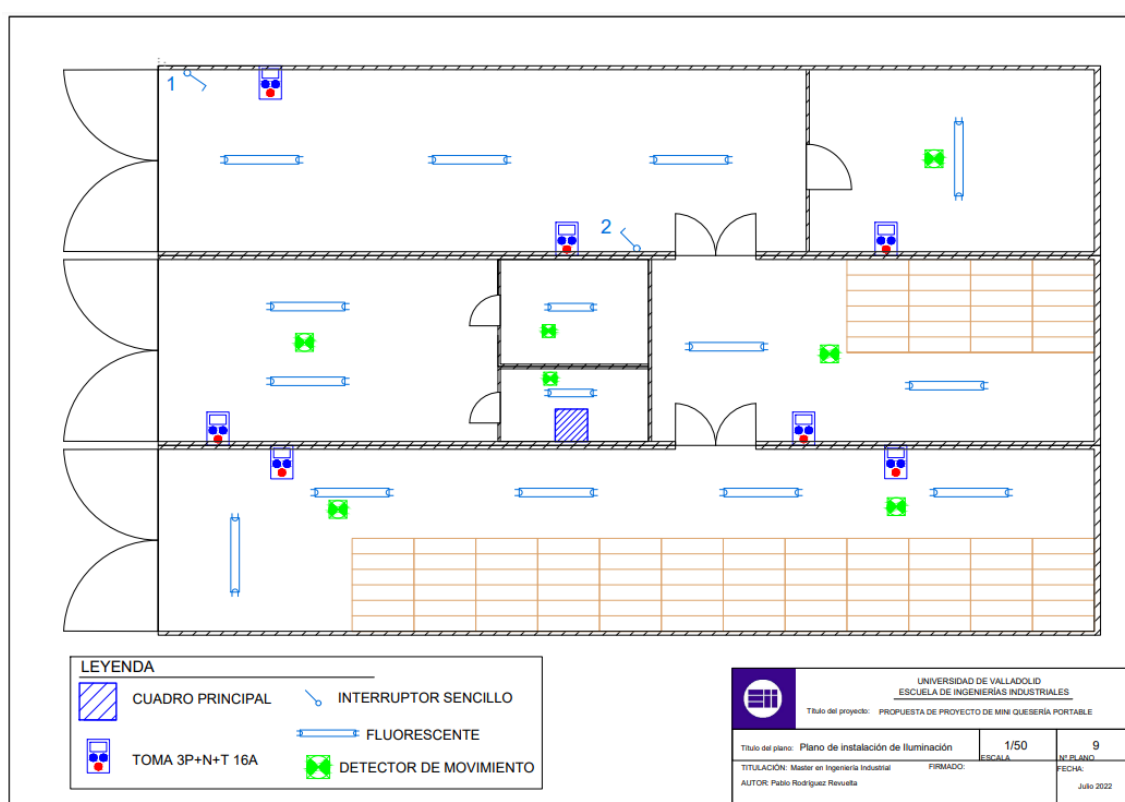 1
2
LEYENDA
CUADRO PRINCIPAL
INTERRUPTOR SENCILLO
FLUORESCENTE
TOMA 3P+N+T 16A
DETECTOR DE MOVIMIENTO
UNIVERSIDAD DE VALLADOLID
ESCUELA DE INGENIERÍAS INDUSTRIALES
Título del proyecto: PROPUESTA DE PROYECTO DE MINI QUESERÍA PORTABLE
Título del plano: Plano de instalación de Iluminación
1/50
ESCALA
9
Nº PLANO
TITULACIÓN: Master en Ingeniería Industrial
FIRMADO:
FECHA:
AUTOR: Pablo Rodríguez Revuelta
Julio 2022